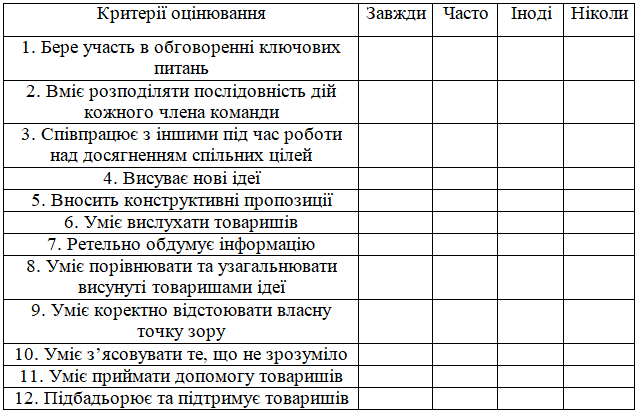 Критерії оцінювання Завжди Часто Іноді Ніколи
1. Бере участь в обговоренні ключових
питань
2. Вміє розподіляти послідовність дій
кожного члена команди
3. Співпрацює з іншими під час роботи
над досягненням спільних цілей
4. Висуває нові ідеї
5. Вносить конструктивні пропозиції
6. Уміє вислухати товаришів
7. Ретельно обдумує інформацію
8. Уміє порівнювати та узагальнювати
висунуті товаришами ідеї
9. Уміє коректно відстоювати власну
точку зору
10. Уміє з’ясовувати те, що не зрозуміло
11. Уміє приймати допомогу товаришів
12. Підбадьорює та підтримує товаришів